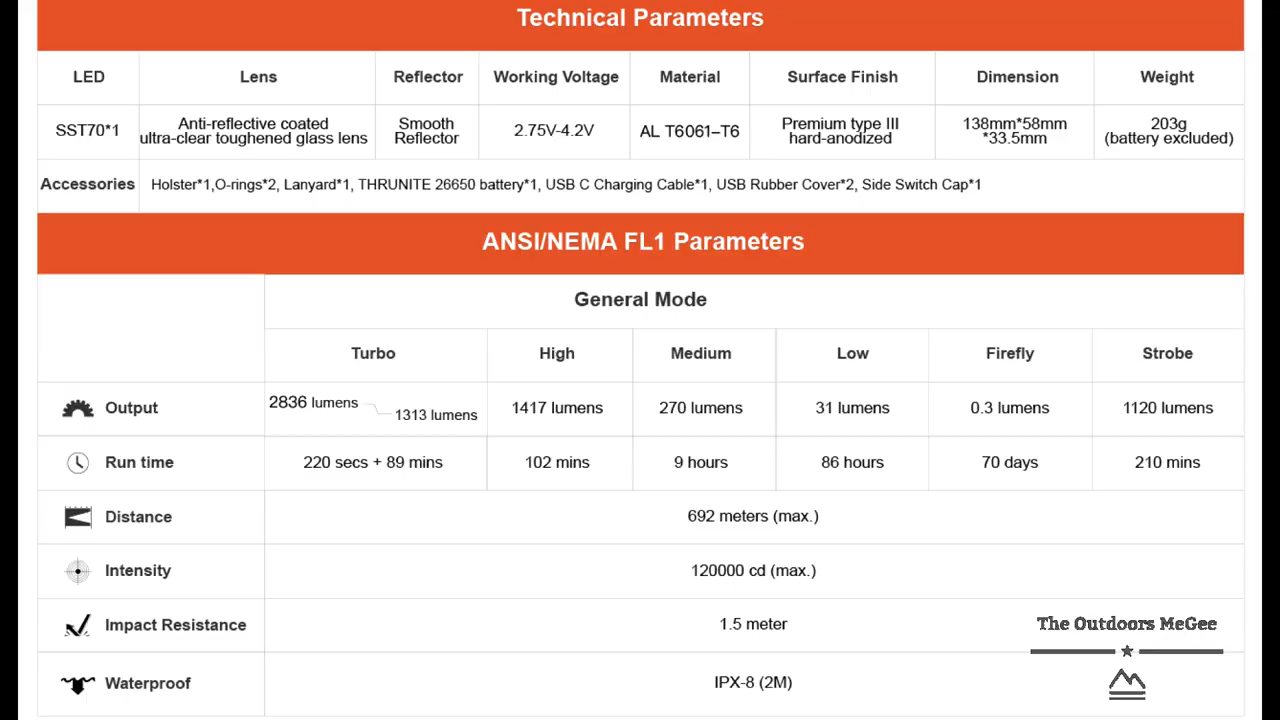 Technical Parameters
LED Lens Reflector Working Voltage Material Surface Finish Dimension Weight
SST70*1 Anti-reflective coated ultra-clear toughened glass lens Smooth Reflector 2.75V-4.2V AL T6061–T6 Premium type III hard-anodized 138mm*58mm *33.5mm 203g (battery excluded)
Accessories Holster*1,O-rings*2, Lanyard*1, THRUNITE 26650 battery*1, USB C Charging Cable*1, USB Rubber Cover*2, Side Switch Cap*1
ANSI/NEMA FL1 Parameters
General Mode
Turbo High Medium Low Firefly Strobe
Output 2836 lumens 1313 lumens 1417 lumens 270 lumens 31 lumens 0.3 lumens 1120 lumens
Run time 220 secs + 89 mins 102 mins 9 hours 86 hours 70 days 210 mins
Distance 692 meters (max.)
Intensity 120000 cd (max.)
Impact Resistance 1.5 meter
The Outdoors McGee
Waterproof IPX-8 (2M)